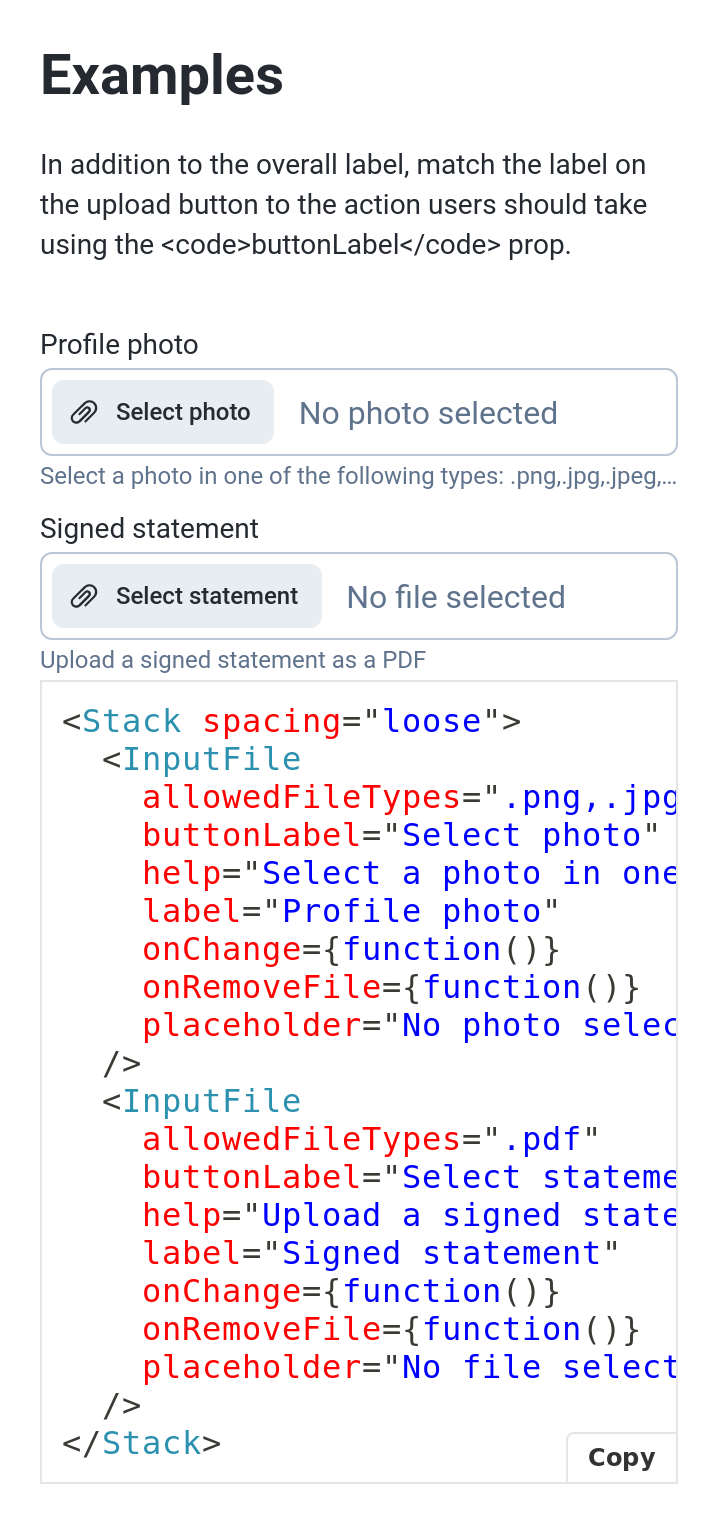 Examples
In addition to the overall label, match the label on
the upload button to the action users should take
using the <code>buttonLabel</code> prop.
Profile photo
Select photo No photo selected
Select a photo in one of the following types: .png,.jpg,.jpeg,...
Signed statement
Select statement No file selected
Upload a signed statement as a PDF
<Stack spacing="loose">
  <InputFile
    allowedFileTypes=".png,.jpg
    buttonLabel="Select photo"
    help="Select a photo in one
    label="Profile photo"
    onChange={function()}
    onRemoveFile={function()}
    placeholder="No photo selec
  />
  <InputFile
    allowedFileTypes=".pdf"
    buttonLabel="Select stateme
    help="Upload a signed state
    label="Signed statement"
    onChange={function()}
    onRemoveFile={function()}
    placeholder="No file select
  />
</Stack>
Copy